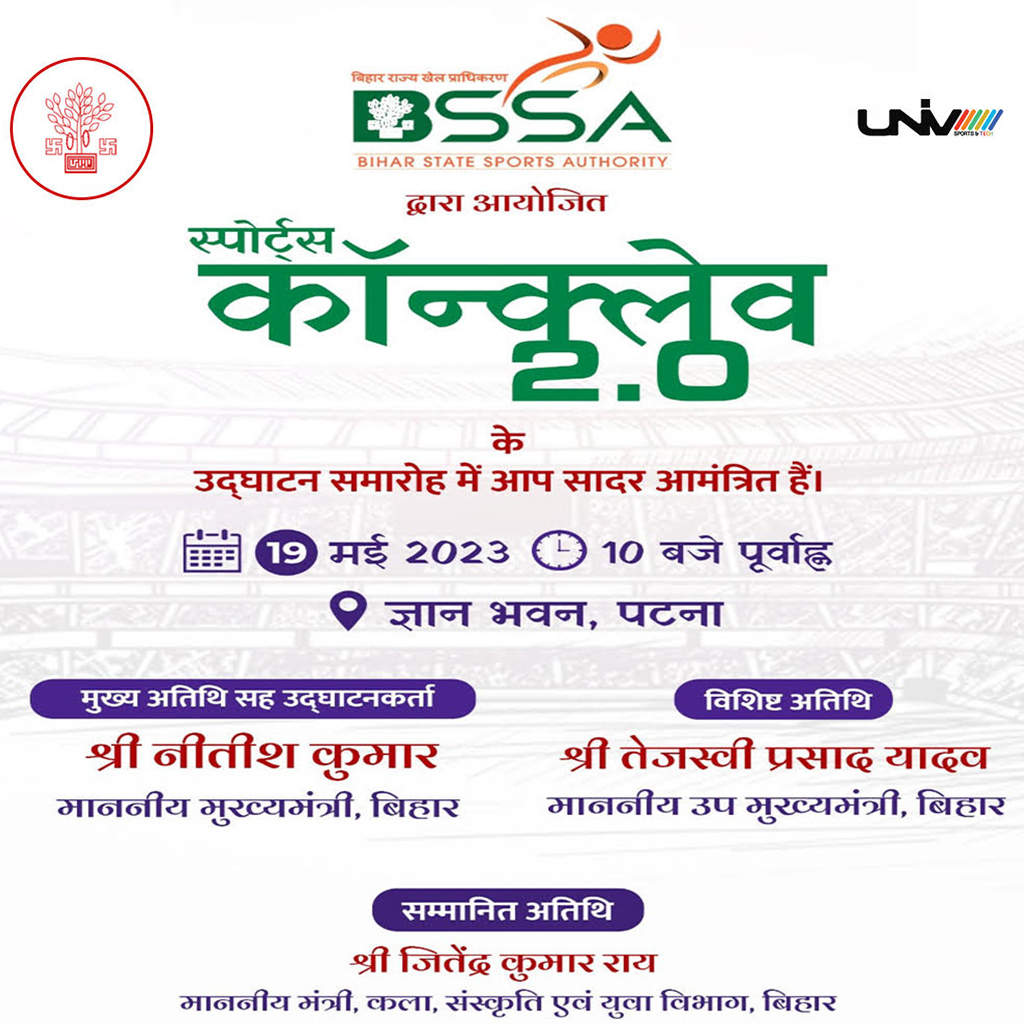 बिहार राज्य खेल प्राधिकरण
BSSA
BIHAR STATE SPORTS AUTHORITY
UNIV
SPORTS & TECH
द्वारा आयोजित
स्पोर्ट्स
कॉन्क्लेव
2.0
के
उद्घाटन समारोह में आप सादर आमंत्रित हैं।
19 मई 2023 10 बजे पूर्वाह्न
ज्ञान भवन, पटना
मुख्य अतिथि सह उद्घाटनकर्ता
श्री नीतीश कुमार
माननीय मुख्यमंत्री, बिहार
विशिष्ट अतिथि
श्री तेजस्वी प्रसाद यादव
माननीय उप मुख्यमंत्री, बिहार
सम्मानित अतिथि
श्री जितेंद्र कुमार राय
माननीय मंत्री, कला, संस्कृति एवं युवा विभाग, बिहार